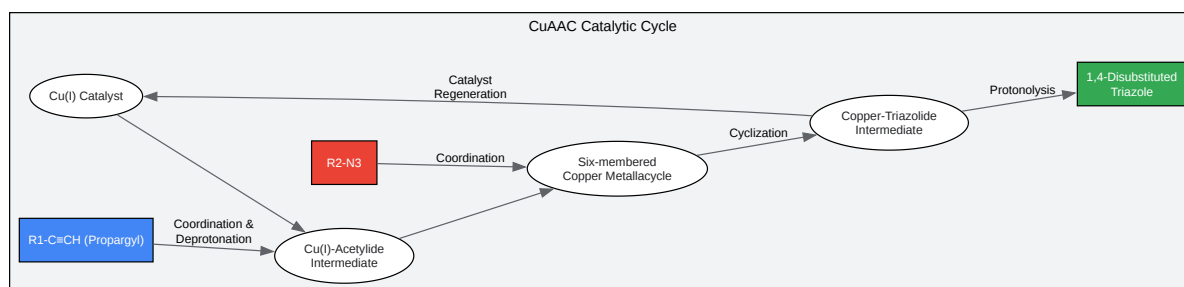 CuAAC Catalytic Cycle
Cu(I) Catalyst
Catalyst
Regeneration
1,4-Disubstituted
Triazole
Protonolysis
Copper-Triazolide
Intermediate
Cyclization
R2-N3
Coordination
Six-membered
Copper Metallacycle
R1-C≡CH (Propargyl)
Coordination &
Deprotonation
Cu(I)-Acetylide
Intermediate